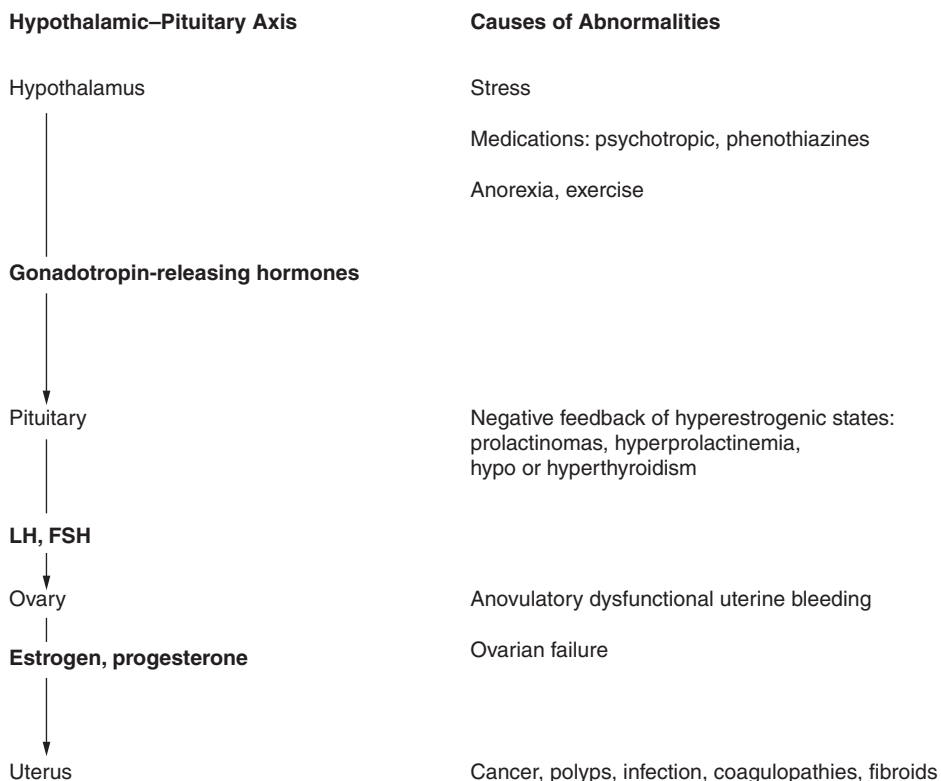 Hypothalamic–Pituitary Axis Causes of Abnormalities
Hypothalamus Stress
Medications: psychotropic, phenothiazines
Anorexia, exercise
Gonadotropin-releasing hormones
Pituitary Negative feedback of hyperestrogenic states:
prolactinomas, hyperprolactinemia,
hypo or hyperthyroidism
LH, FSH
Ovary Anovulatory dysfunctional uterine bleeding
Estrogen, progesterone Ovarian failure
Uterus Cancer, polyps, infection, coagulopathies, fibroids